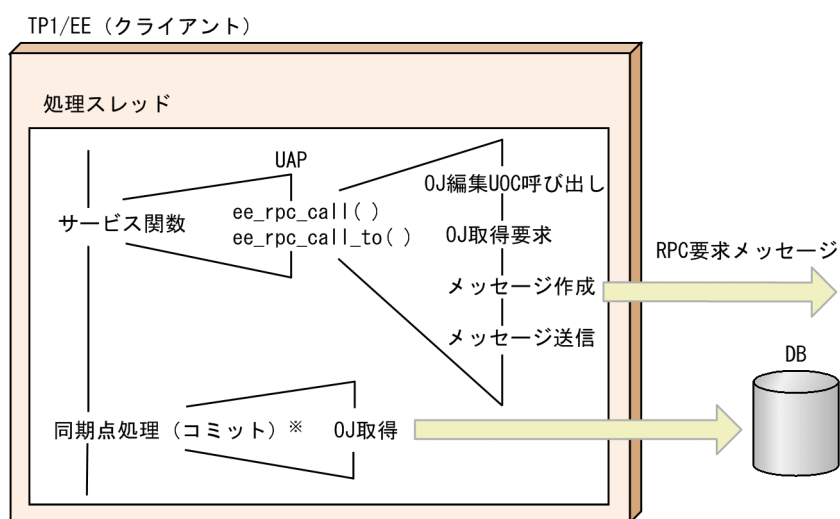 TP1/EE（クライアント）
処理スレッド
UAP
OJ編集UOC呼び出し
サービス関数
ee_rpc_call( )
ee_rpc_call_to( )
OJ取得要求
RPC要求メッセージ
メッセージ作成
メッセージ送信
DB
同期点処理（コミット）※
OJ取得